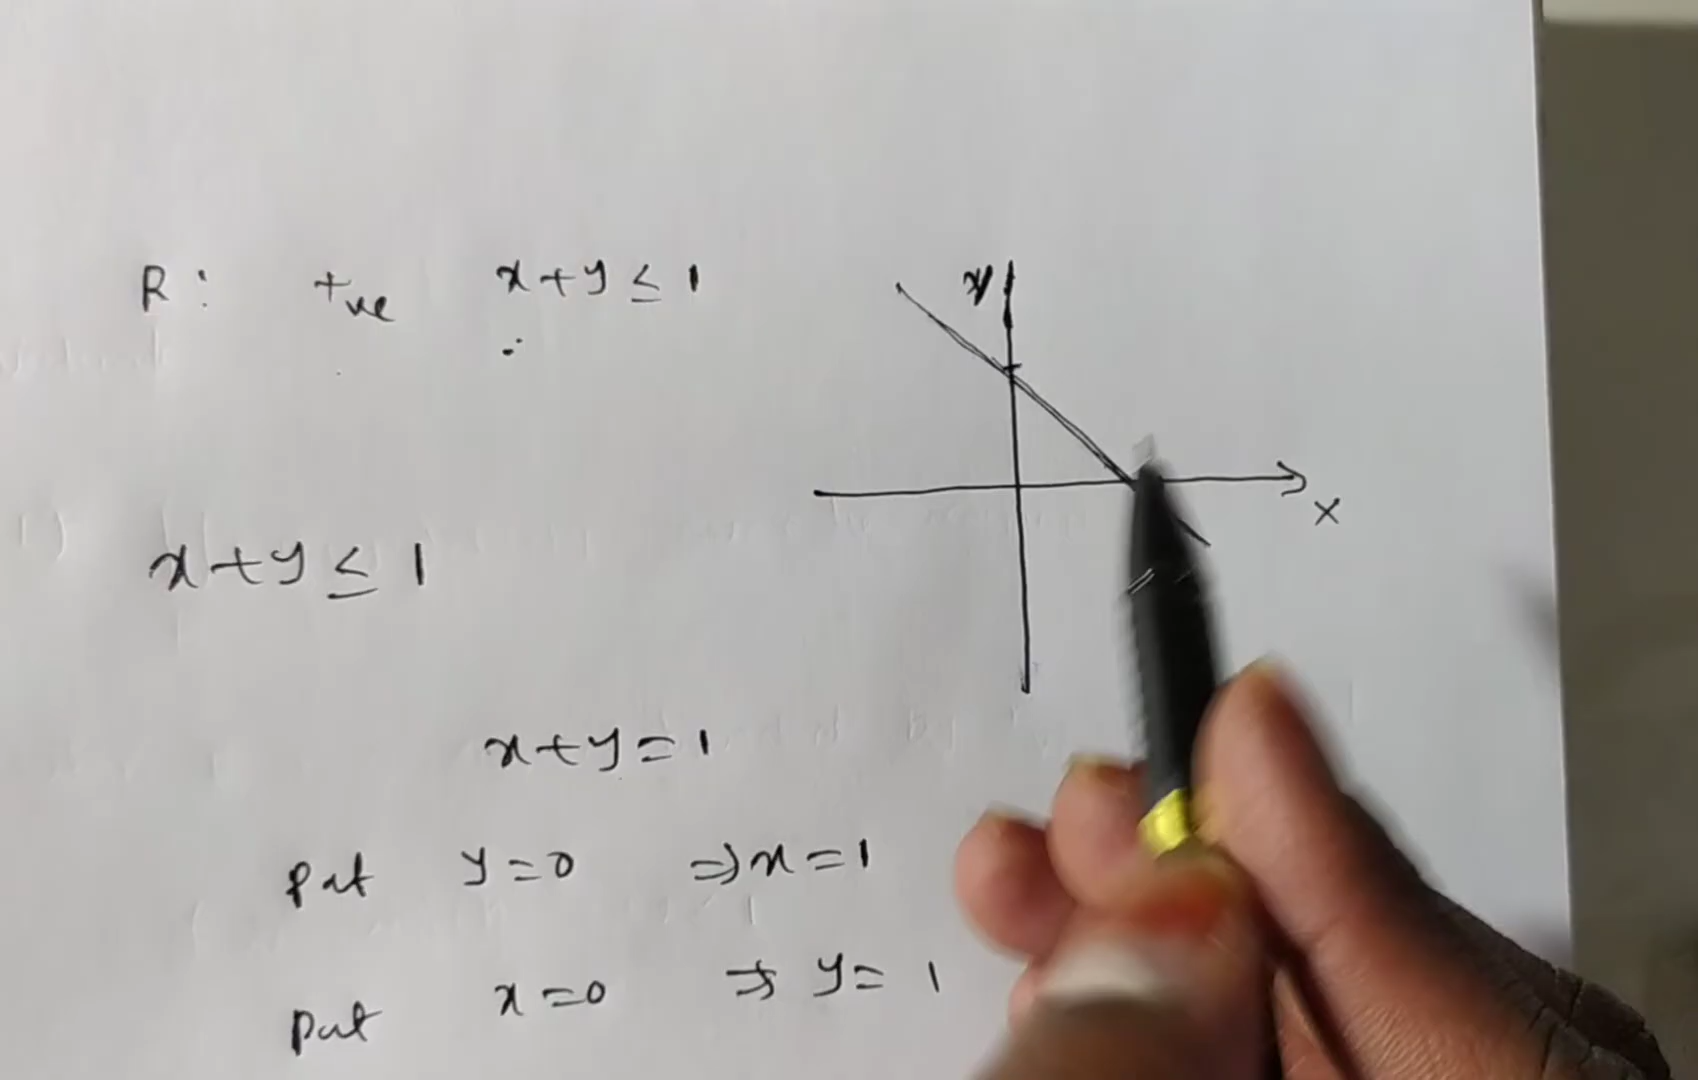 R: +ve x+y ≤ 1
y
x
x+y ≤ 1
x+y=1
put y=0 ⇒ x=1
put x=0 ⇒ y= 1